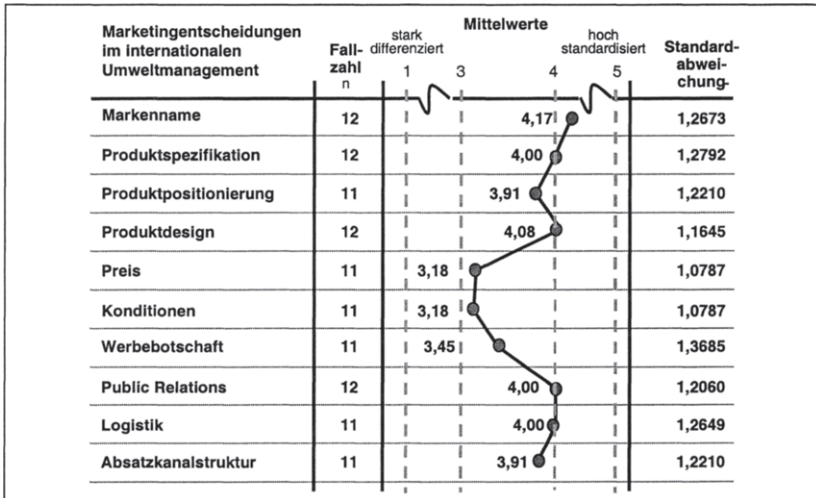 Marketingentscheidungen
im internationalen
Umweltmanagement
Fall-
zahl
n
Mittelwerte
stark
differenziert
hoch
standardisiert
1 3 4 5
Standard-
abwei-
chung-
Markenname 12 4,17 1,2673
Produktspezifikation 12 4,00 1,2792
Produktpositionierung 11 3,91 1,2210
Produktdesign 12 4,08 1,1645
Preis 11 3,18 1,0787
Konditionen 11 3,18 1,0787
Werbebotschaft 11 3,45 1,3685
Public Relations 12 4,00 1,2060
Logistik 11 4,00 1,2649
Absatzkanalstruktur 11 3,91 1,2210